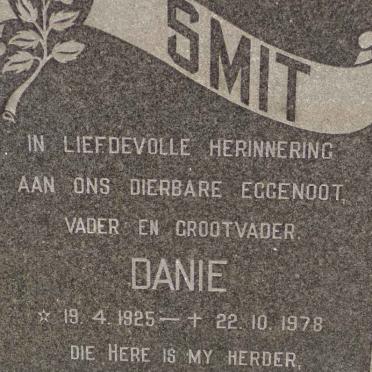 SMIT
IN LIEFDEVOLLE HERINNERING
AAN ONS DIERBARE EGGENOOT,
VADER EN GROOTVADER.
DANIE
☆ 19. 4. 1925 — ✝ 22. 10. 1978
DIE HERE IS MY HERDER,